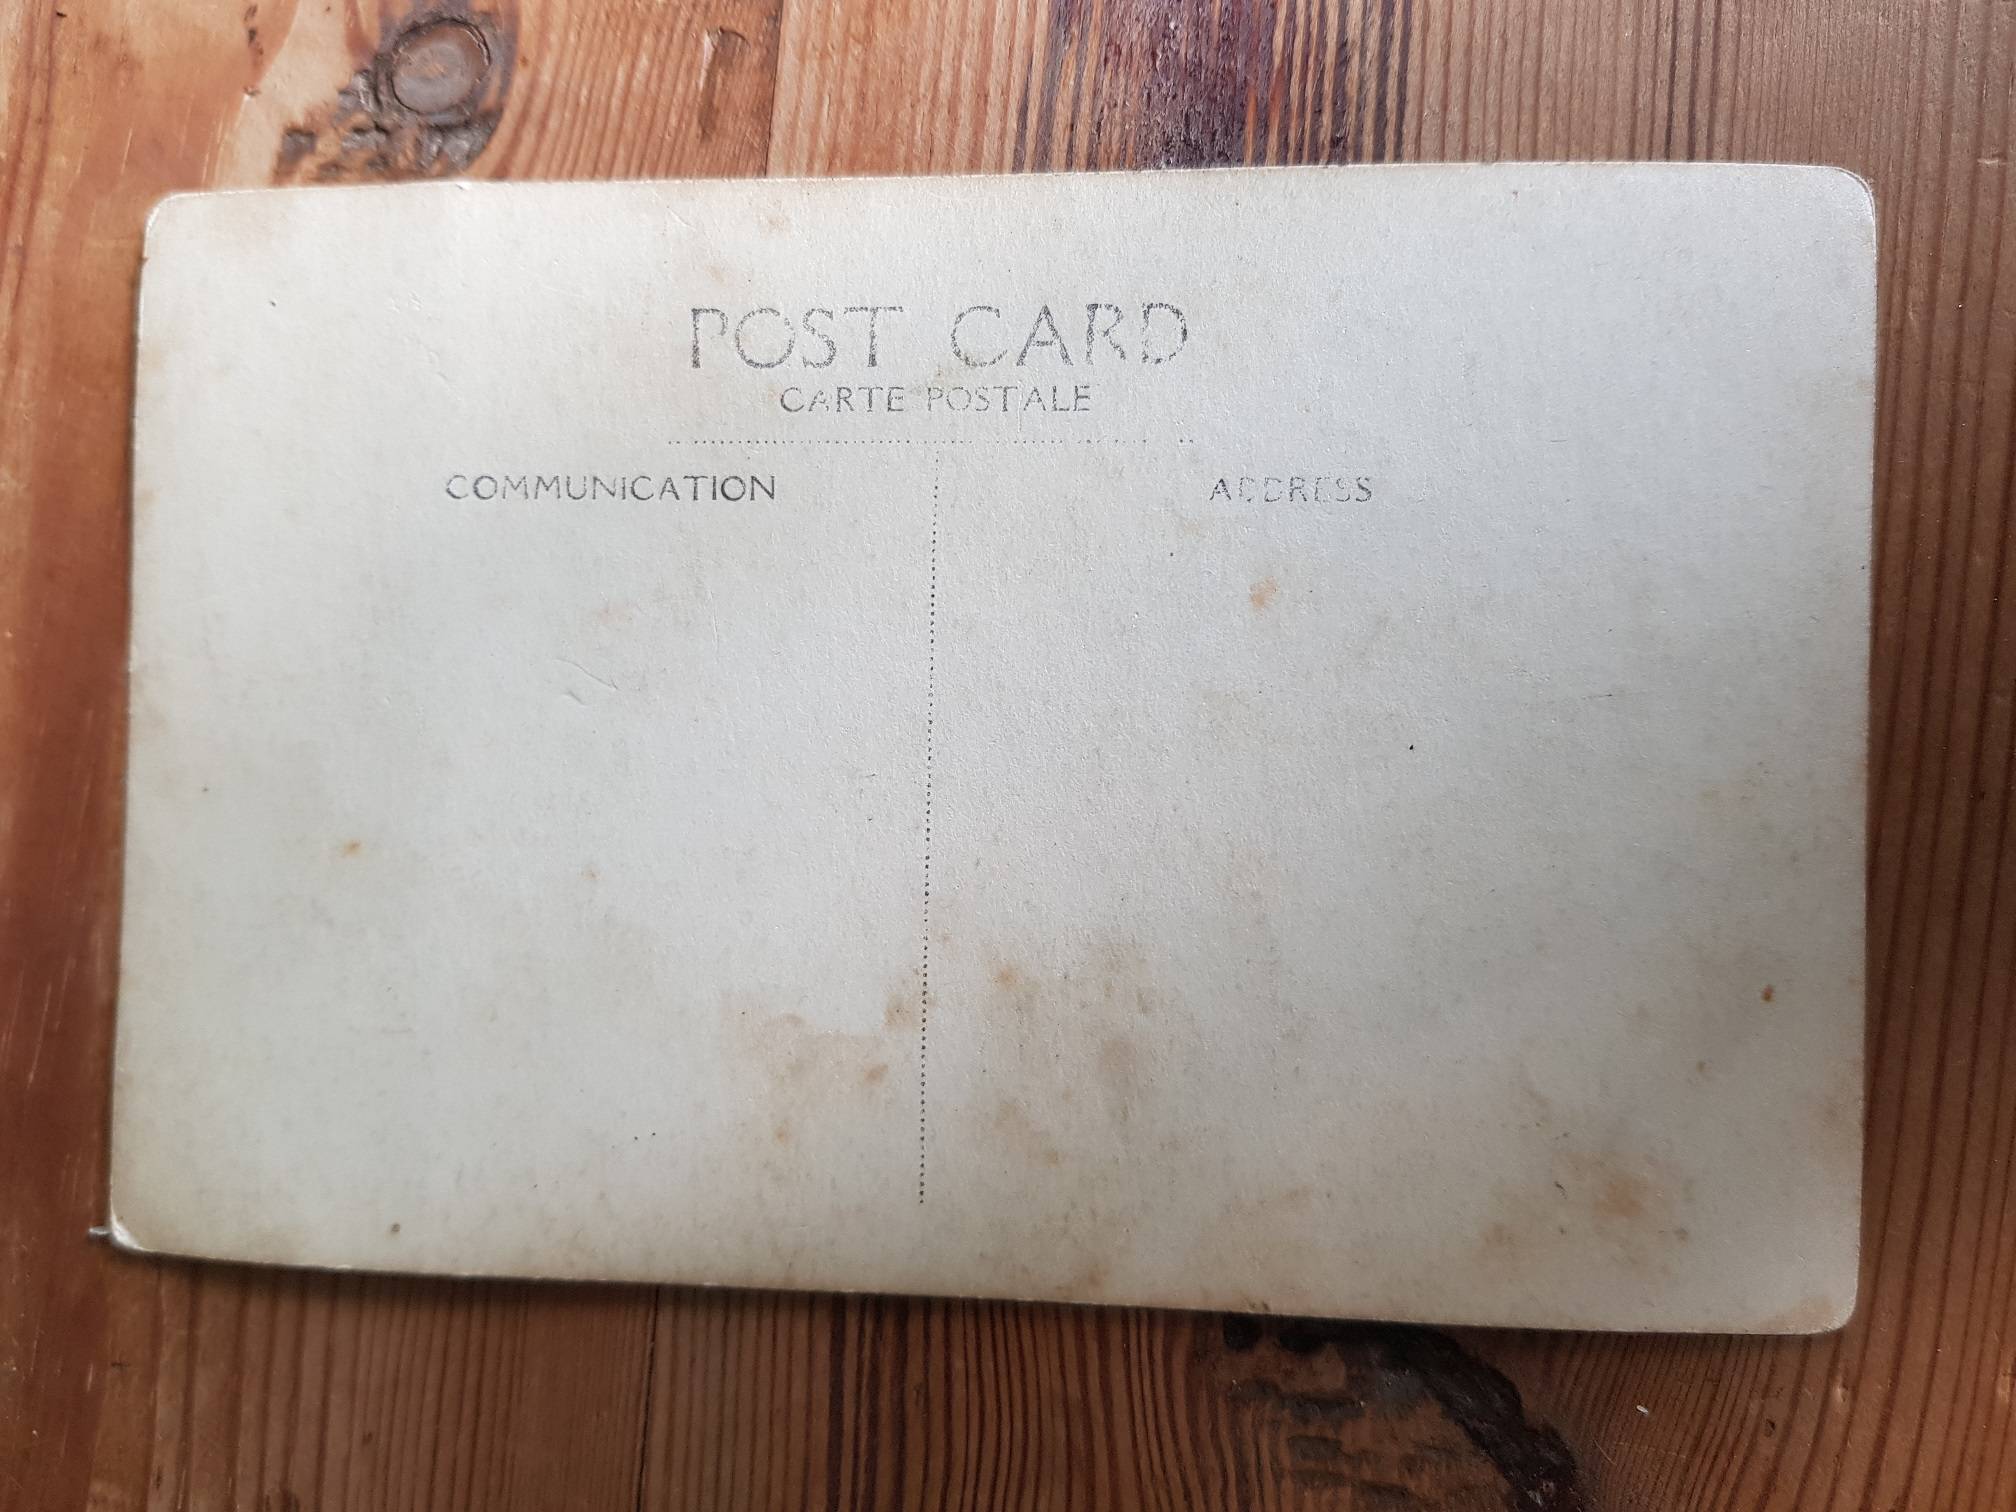 POST CARD
CARTE POSTALE
COMMUNICATION
ADDRESS